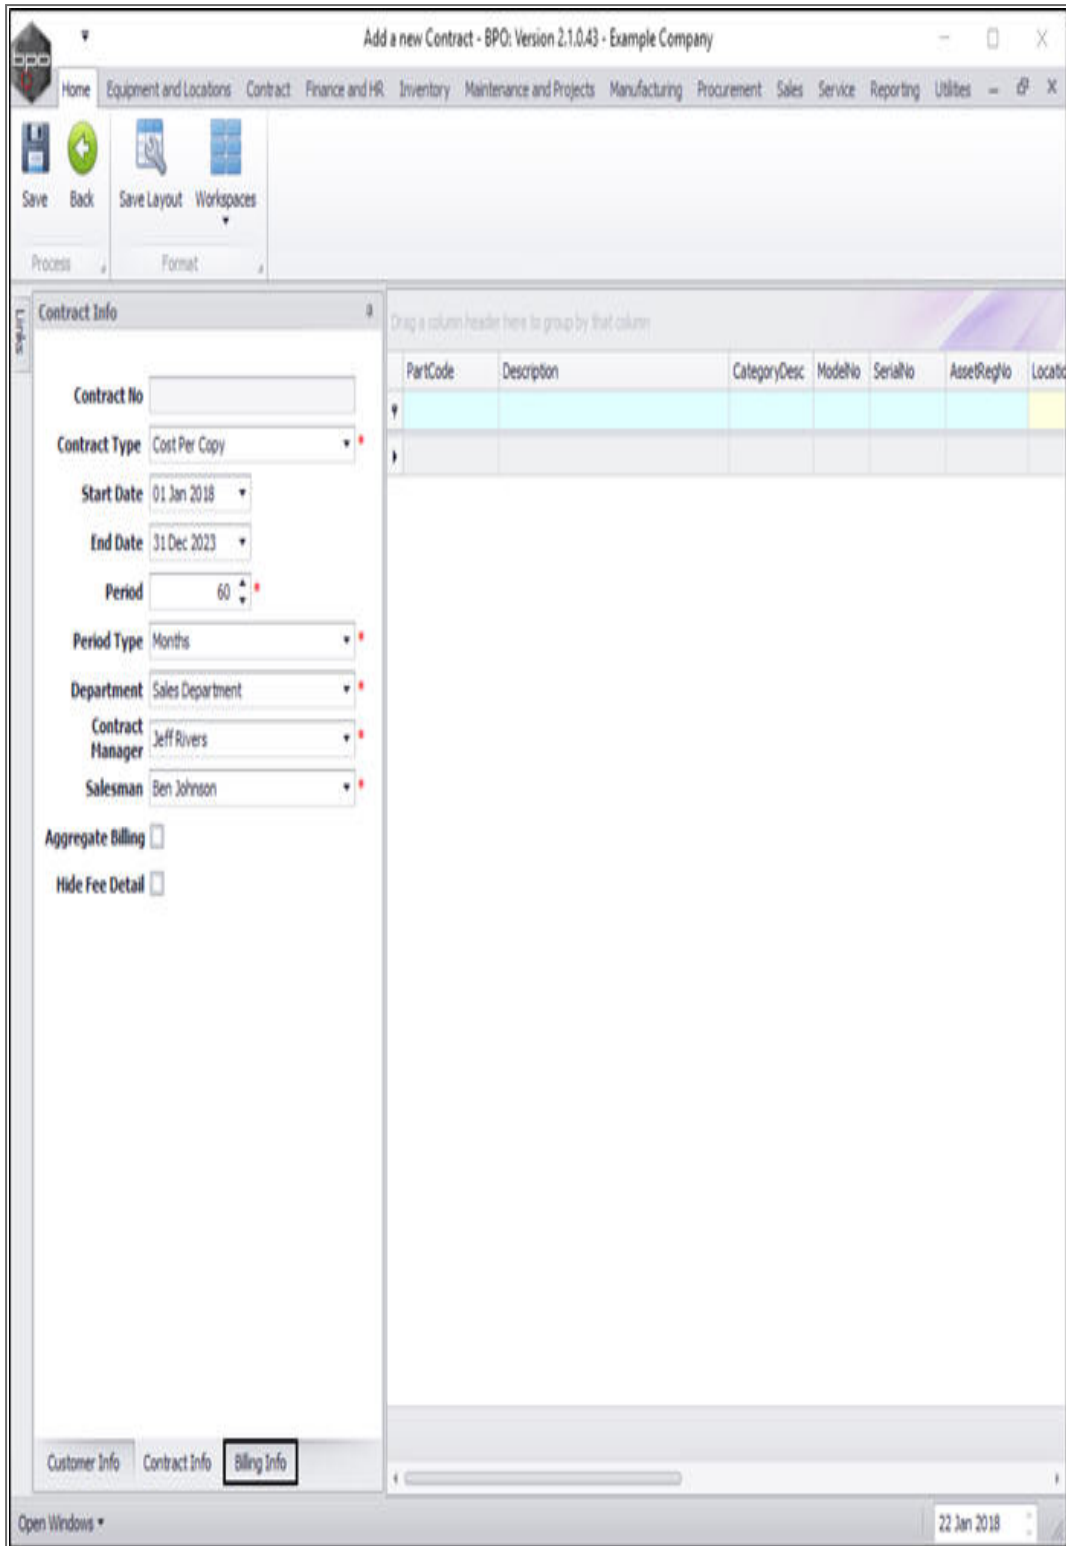 Add a new Contract - BPO: Version 2.1.0.43 - Example Company
bpo
Home Equipment and Locations Contract Finance and HR Inventory Maintenance and Projects Manufacturing Procurement Sales Service Reporting Utilities
Save Back Save Layout Workspaces
Process Format
Links
Contract Info
Drag a column header here to group by that column
PartCode Description CategoryDesc ModelNo SerialNo AssetRegNo Locatio
Contract No
Contract Type Cost Per Copy *
Start Date 01 Jan 2018
End Date 31 Dec 2023
Period 60 *
Period Type Months *
Department Sales Department *
Contract
Manager Jeff Rivers *
Salesman Ben Johnson *
Aggregate Billing
Hide Fee Detail
Customer Info Contract Info Billing Info
Open Windows 22 Jan 2018